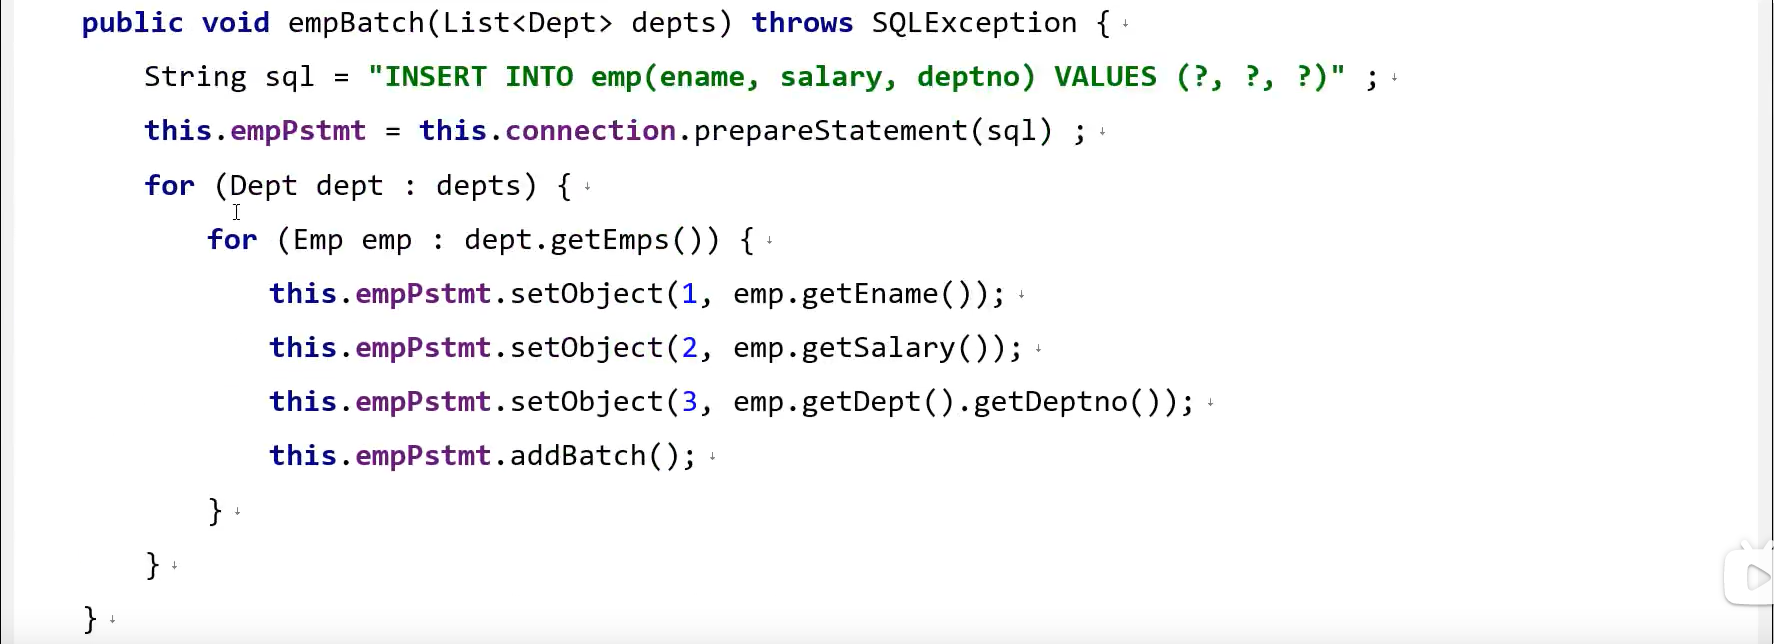 public void empBatch(List<Dept> depts) throws SQLException { ↓
String sql = "INSERT INTO emp(ename, salary, deptno) VALUES (?, ?, ?)" ; ↓
this.empPstmt = this.connection.prepareStatement(sql) ; ↓
for (Dept dept : depts) { ↓
for (Emp emp : dept.getEmps()) { ↓
this.empPstmt.setObject(1, emp.getEname()); ↓
this.empPstmt.setObject(2, emp.getSalary()); ↓
this.empPstmt.setObject(3, emp.getDept().getDeptno()); ↓
this.empPstmt.addBatch(); ↓
} ↓
} ↓
} ↓